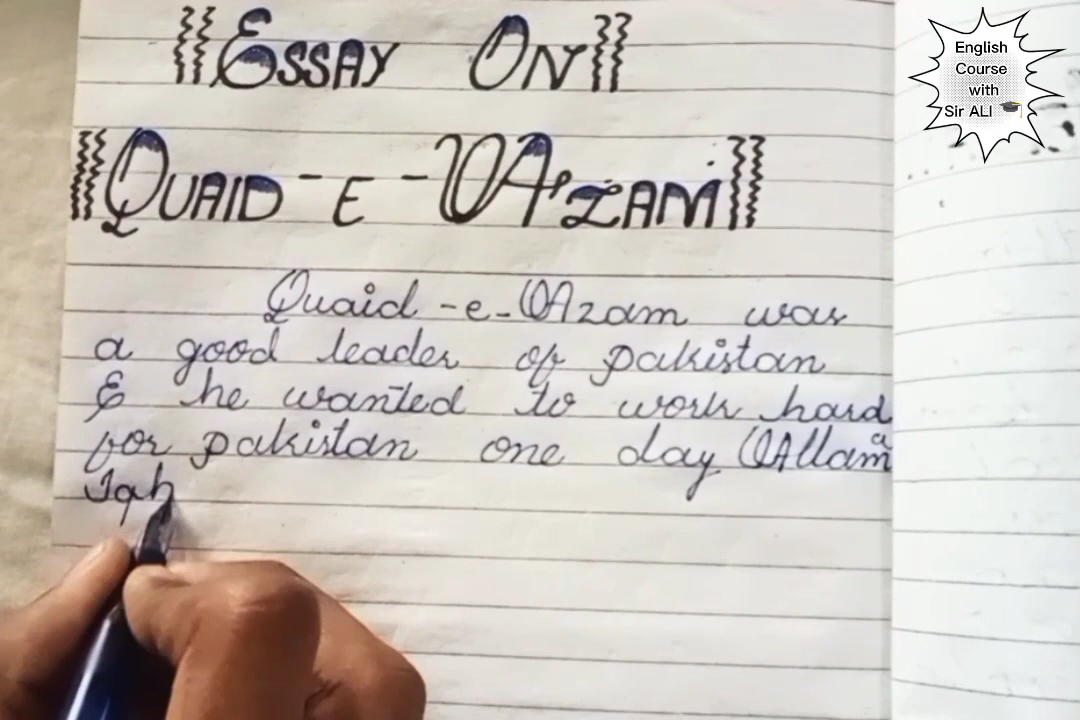 ESSAY ON
QUAID-E-AZAM
Quaid-e-Azam was
a good leader of pakistan
& he wanted to work hard
for pakistan one day Allama
Iqb
English
Course
with
Sir ALI